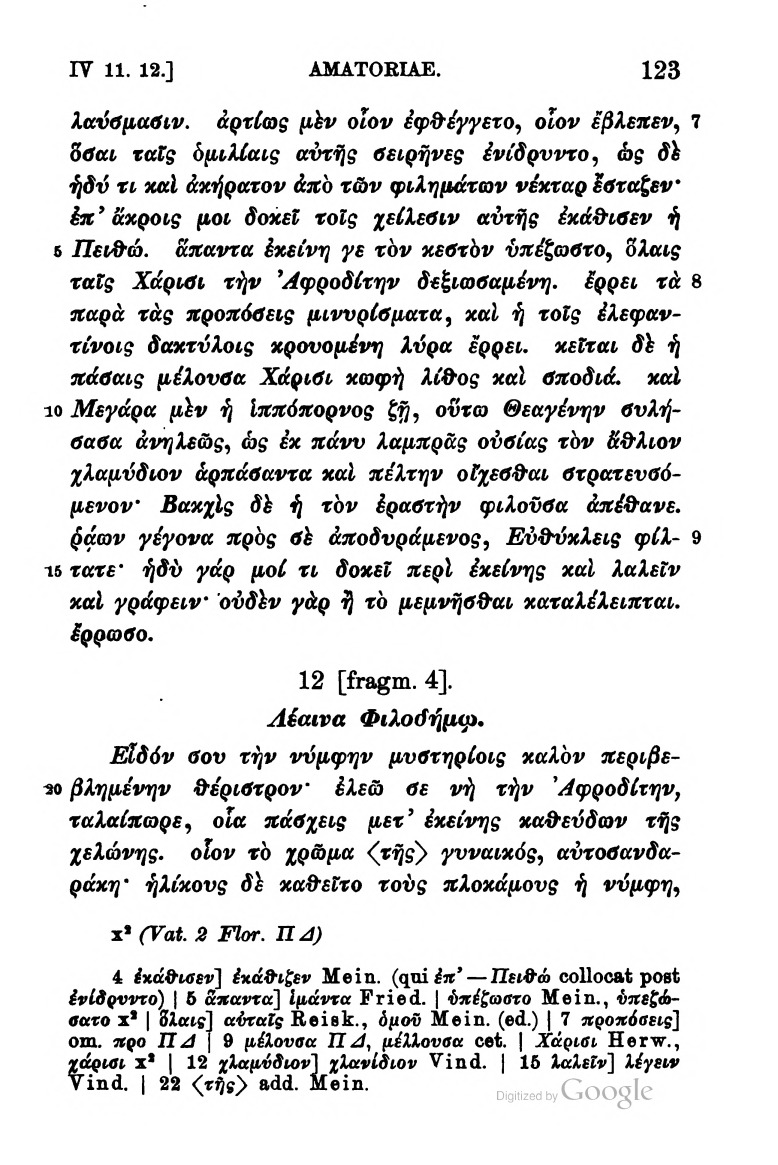 IV 11. 12.] AMATORIAE. 123
λαύσμασιν. ἀρτίως μὲν οἷον ἐφθέγγετο, οἷον ἔβλεπεν, 7
ὅσαι ταῖς ὁμιλίαις αὐτῆς σειρῆνες ἐνίδρυντο, ὡς δὲ
ἡδύ τι καὶ ἀκήρατον ἀπὸ τῶν φιλημάτων νέκταρ ἔσταξεν·
ἐπ’ ἄκροις μοι δοκεῖ τοῖς χείλεσιν αὐτῆς ἐκάθισεν ἡ
5 Πειθώ. ἅπαντα ἐκείνη γε τὸν κεστὸν ὑπέζωστο, ὅλαις
ταῖς Χάρισι τὴν Ἀφροδίτην δεξιωσαμένη. ἔρρει τὰ 8
παρὰ τὰς προπόσεις μινυρίσματα, καὶ ἡ τοῖς ἐλεφαν-
τίνοις δακτύλοις κρουομένη λύρα ἔρρει. κεῖται δὲ ἡ
πάσαις μέλουσα Χάρισι κωφὴ λίθος καὶ σποδιά. καὶ
10 Μεγάρα μὲν ἡ ἱππόπορνος ζῇ, οὕτω Θεαγένην συλή-
σασα ἀνηλεῶς, ὡς ἐκ πάνυ λαμπρᾶς οὐσίας τὸν ἄθλιον
χλαμύδιον ἁρπάσαντα καὶ πέλτην οἴχεσθαι στρατευσό-
μενον· Βακχὶς δὲ ἡ τὸν ἐραστὴν φιλοῦσα ἀπέθανε.
ῥᾴων γέγονα πρὸς σὲ ἀποδυράμενος, Εὐθύκλεις φίλ- 9
15 τατε· ἡδὺ γάρ μοί τι δοκεῖ περὶ ἐκείνης καὶ λαλεῖν
καὶ γράφειν· οὐδὲν γὰρ ἢ τὸ μεμνῆσθαι καταλέλειπται.
ἔρρωσο.
12 [fragm. 4].
Λέαινα Φιλοδήμῳ.
Εἶδόν σου τὴν νύμφην μυστηρίοις καλὸν περιβε-
20 βλημένην θέριστρον· ἐλεῶ σε νὴ τὴν Ἀφροδίτην,
ταλαίπωρε, οἷα πάσχεις μετ’ ἐκείνης καθεύδων τῆς
χελώνης. οἷον τὸ χρῶμα ⟨τῆς⟩ γυναικός, αὐτοσανδα-
ράκη· ἡλίκους δὲ καθεῖτο τοὺς πλοκάμους ἡ νύμφη,
x² (Vat. 2 Flor. Π Δ)
4 ἐκάθισεν] ἐκάθιζεν Mein. (qui ἐπ’ — Πειθώ collocat post
ἐνίδρυντο) | 5 ἅπαντα] ἱμάντα Fried. | ὑπέζωστο Mein., ὑπεζώ-
σατο x² | ὅλαις] αὐταῖς Reisk., ὁμοῦ Mein. (ed.) | 7 προπόσεις]
om. προ Π Δ | 9 μέλουσα Π Δ, μέλλουσα cet. | Χάρισι Herw.,
χάρισι x² | 12 χλαμύδιον] χλανίδιον Vind. | 15 λαλεῖν] λέγειν
Vind. | 22 ⟨τῆς⟩ add. Mein.
Digitized by Google